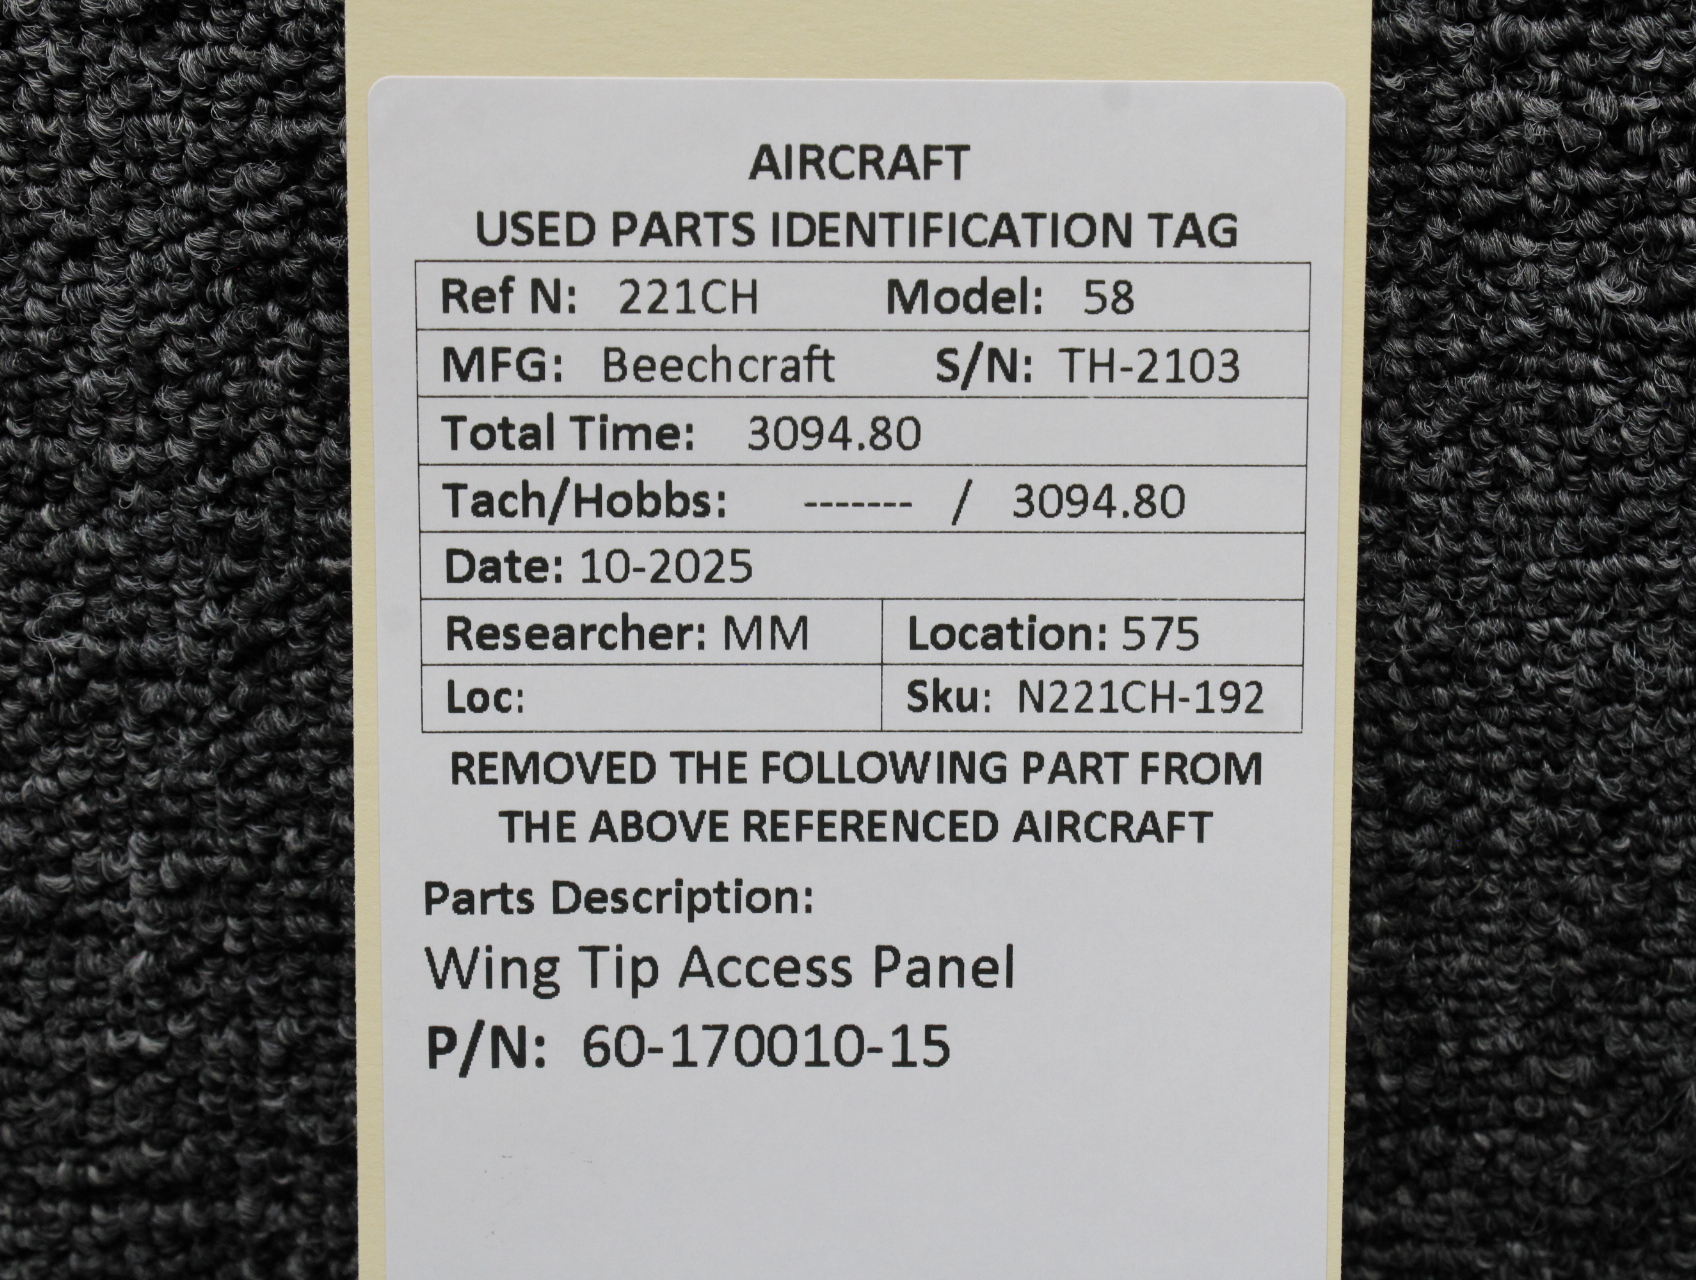 AIRCRAFT
USED PARTS IDENTIFICATION TAG
Ref N: 221CH Model: 58
MFG: Beechcraft S/N: TH-2103
Total Time: 3094.80
Tach/Hobbs: ------- / 3094.80
Date: 10-2025
Researcher: MM Location: 575
Loc: Sku: N221CH-192
REMOVED THE FOLLOWING PART FROM
THE ABOVE REFERENCED AIRCRAFT
Parts Description:
Wing Tip Access Panel
P/N: 60-170010-15